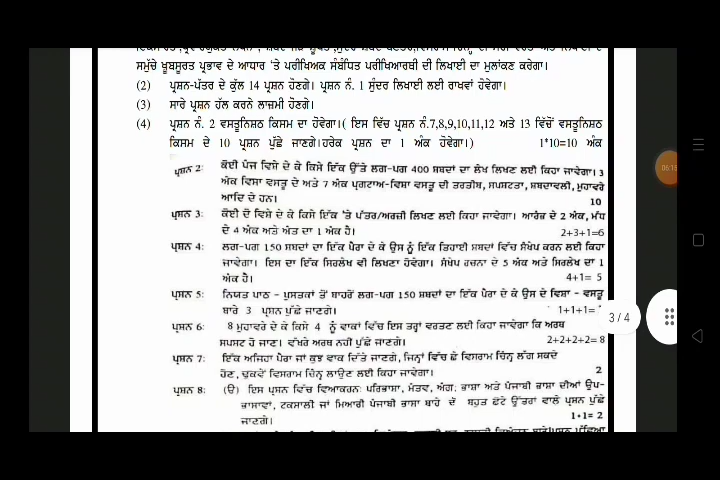 ਸਮੁੱਚੇ ਖੂਬਸੂਰਤ ਪ੍ਰਭਾਵ ਦੇ ਆਧਾਰ 'ਤੇ ਪਰੀਖਿਅਕ ਸੰਬੰਧਿਤ ਪਰੀਖਿਆਰਥੀ ਦੀ ਲਿਖਾਈ ਦਾ ਮੁਲਾਂਕਣ ਕਰੇਗਾ।
(2) ਪ੍ਰਸ਼ਨ-ਪੱਤਰ ਦੇ ਕੁੱਲ 14 ਪ੍ਰਸ਼ਨ ਹੋਣਗੇ। ਪ੍ਰਸ਼ਨ ਨੰ. 1 ਸੁੰਦਰ ਲਿਖਾਈ ਲਈ ਰਾਖਵਾਂ ਹੋਵੇਗਾ।
(3) ਸਾਰੇ ਪ੍ਰਸ਼ਨ ਹੱਲ ਕਰਨੇ ਲਾਜ਼ਮੀ ਹੋਣਗੇ।
(4) ਪ੍ਰਸ਼ਨ ਨੰ. 2 ਵਸਤੂਨਿਸ਼ਠ ਕਿਸਮ ਦਾ ਹੋਵੇਗਾ।( ਇਸ ਵਿੱਚ ਪ੍ਰਸ਼ਨ ਨੰ.7,8,9,10,11,12 ਅਤੇ 13 ਵਿੱਚੋਂ ਵਸਤੂਨਿਸ਼ਠ
ਕਿਸਮ ਦੇ 10 ਪ੍ਰਸ਼ਨ ਪੁੱਛੇ ਜਾਣਗੇ।ਹਰੇਕ ਪ੍ਰਸ਼ਨ ਦਾ 1 ਅੰਕ ਹੋਵੇਗਾ।) 1*10=10 ਅੰਕ
ਪ੍ਰਸ਼ਨ 2: ਕੋਈ ਪੰਜ ਵਿਸ਼ੇ ਦੇ ਕੇ ਕਿਸੇ ਇੱਕ ਉੱਤੇ ਲਗ-ਪਗ 400 ਸ਼ਬਦਾਂ ਦਾ ਲੇਖ ਲਿਖਣ ਲਈ ਕਿਹਾ ਜਾਵੇਗਾ। 3
ਅੰਕ ਵਿਸ਼ਾ ਵਸਤੂ ਦੇ ਅਤੇ 7 ਅੰਕ ਪ੍ਰਗਟਾਅ-ਵਿਸ਼ਾ ਵਸਤੂ ਦੀ ਤਰਤੀਬ, ਸਪਸ਼ਟਤਾ, ਸ਼ਬਦਾਵਲੀ, ਮੁਹਾਵਰੇ
ਆਦਿ ਦੇ ਹਨ। 10
ਪ੍ਰਸ਼ਨ 3: ਕੋਈ ਦੋ ਵਿਸ਼ੇ ਦੇ ਕੇ ਕਿਸੇ ਇੱਕ 'ਤੇ ਪੱਤਰ/ਅਰਜ਼ੀ ਲਿਖਣ ਲਈ ਕਿਹਾ ਜਾਵੇਗਾ। ਆਰੰਭ ਦੇ 2 ਅੰਕ, ਮੱਧ
ਦੇ 4 ਅੰਕ ਅਤੇ ਅੰਤ ਦਾ 1 ਅੰਕ ਹੈ। 2+3+1=6
ਪ੍ਰਸ਼ਨ 4: ਲਗ-ਪਗ 150 ਸ਼ਬਦਾਂ ਦਾ ਇੱਕ ਪੈਰਾ ਦੇ ਕੇ ਉਸ ਨੂੰ ਇੱਕ ਤਿਹਾਈ ਸ਼ਬਦਾਂ ਵਿੱਚ ਸੰਖੇਪ ਕਰਨ ਲਈ ਕਿਹਾ
ਜਾਵੇਗਾ। ਇਸ ਦਾ ਇੱਕ ਸਿਰਲੇਖ ਵੀ ਲਿਖਣਾ ਹੋਵੇਗਾ। ਸੰਖੇਪ ਰਚਨਾ ਦੇ 5 ਅੰਕ ਅਤੇ ਸਿਰਲੇਖ ਦਾ 1
ਅੰਕ ਹੈ। 4+1= 5
ਪ੍ਰਸ਼ਨ 5: ਨਿਯਤ ਪਾਠ - ਪੁਸਤਕਾਂ ਤੋਂ ਬਾਹਰੋਂ ਲਗ-ਪਗ 150 ਸ਼ਬਦਾਂ ਦਾ ਇੱਕ ਪੈਰਾ ਦੇ ਕੇ ਉਸ ਦੇ ਵਿਸ਼ਾ - ਵਸਤੂ
ਬਾਰੇ 3 ਪ੍ਰਸ਼ਨ ਪੁੱਛੇ ਜਾਣਗੇ। 1+1+1=
ਪ੍ਰਸ਼ਨ 6: 8 ਮੁਹਾਵਰੇ ਦੇ ਕੇ ਕਿਸੇ 4 ਨੂੰ ਵਾਕਾਂ ਵਿੱਚ ਇਸ ਤਰ੍ਹਾਂ ਵਰਤਣ ਲਈ ਕਿਹਾ ਜਾਵੇਗਾ ਕਿ ਅਰਥ
ਸਪਸ਼ਟ ਹੋ ਜਾਣ। ਵੱਖਰੇ ਅਰਥ ਨਹੀਂ ਪੁੱਛੇ ਜਾਣਗੇ। 2+2+2+2= 8
ਪ੍ਰਸ਼ਨ 7: ਇੱਕ ਅਜਿਹਾ ਪੈਰਾ ਜਾਂ ਕੁਝ ਵਾਕ ਦਿੱਤੇ ਜਾਣਗੇ, ਜਿਨ੍ਹਾਂ ਵਿੱਚ ਛੇ ਵਿਸਰਾਮ ਚਿੰਨ੍ਹ ਲੱਗ ਸਕਦੇ
ਹੋਣ, ਢੁਕਵੇਂ ਵਿਸਰਾਮ ਚਿੰਨ੍ਹ ਲਾਉਣ ਲਈ ਕਿਹਾ ਜਾਵੇਗਾ। 2
ਪ੍ਰਸ਼ਨ 8: (ੳ) ਇਸ ਪ੍ਰਸ਼ਨ ਵਿੱਚ ਵਿਆਕਰਨ: ਪਰਿਭਾਸ਼ਾ, ਮੰਤਵ, ਅੰਗ; ਭਾਸ਼ਾ ਅਤੇ ਪੰਜਾਬੀ ਭਾਸ਼ਾ ਦੀਆਂ ਉਪ-
ਭਾਸ਼ਾਵਾਂ, ਟਕਸਾਲੀ ਜਾਂ ਮਿਆਰੀ ਪੰਜਾਬੀ ਭਾਸ਼ਾ ਬਾਰੇ ਦੋ ਬਹੁਤ ਛੋਟੇ ਉੱਤਰਾਂ ਵਾਲੇ ਪ੍ਰਸ਼ਨ ਪੁੱਛੇ
ਜਾਣਗੇ। 1+1= 2
3 / 4